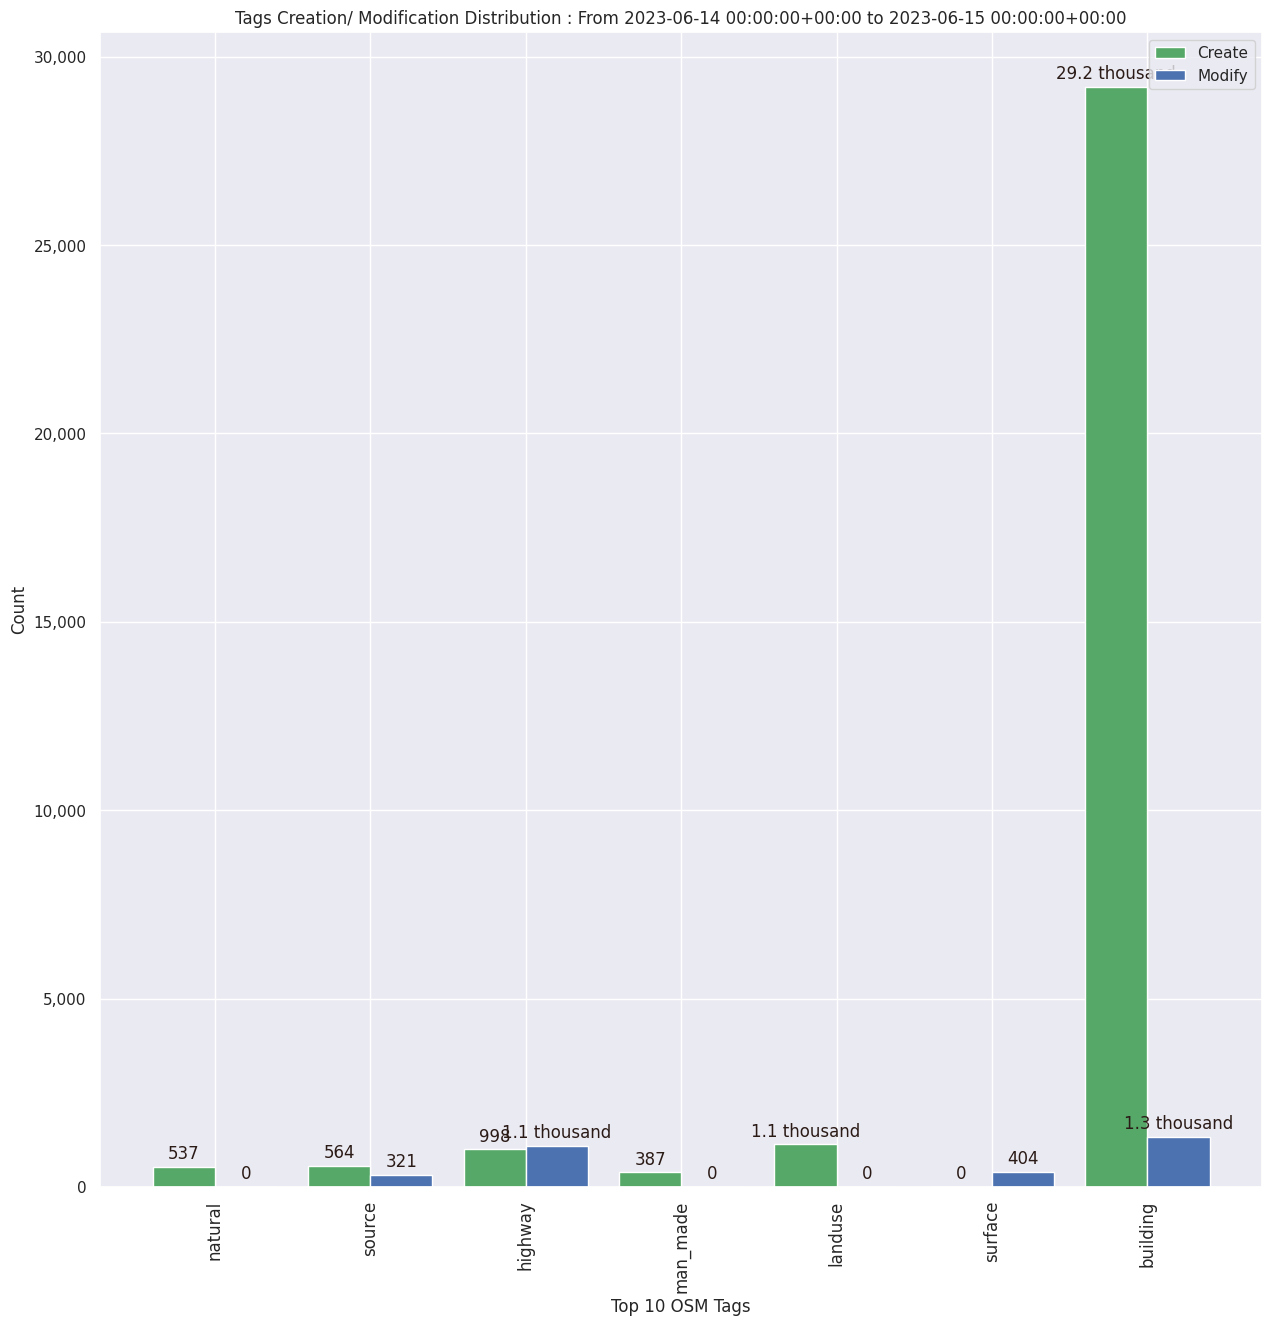 Tags Creation/ Modification Distribution : From 2023-06-14 00:00:00+00:00 to 2023-06-15 00:00:00+00:00
Create
Modify
30,000
25,000
20,000
15,000
10,000
5,000
0
Count
537
0
564
321
998
1.1 thousand
387
0
1.1 thousand
0
0
404
29.2 thousand
1.3 thousand
natural
source
highway
man_made
landuse
surface
building
Top 10 OSM Tags